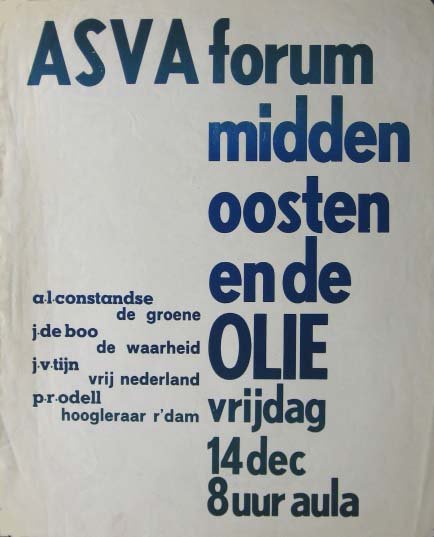 ASVA forum
midden
oosten
en de
OLIE
vrijdag
14 dec
8 uur aula
a.l.constandse
de groene
j.de boo
de waarheid
j.v.tijn
vrij nederland
p.r.odell
hoogleraar r'dam